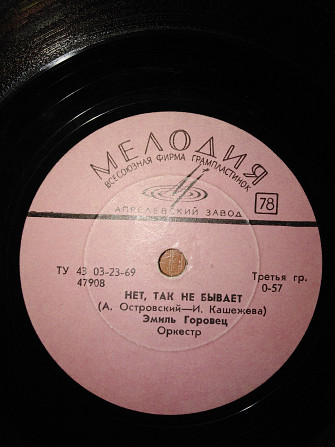 МЕЛОДИЯ
ВСЕСОЮЗНАЯ ФИРМА ГРАМПЛАСТИНОК
АПРЕЛЕВСКИЙ ЗАВОД
78
ТУ 43 03-23-69
47908
Третья гр.
0-57
НЕТ, ТАК НЕ БЫВАЕТ
(А. Островский—И. Кашежева)
Эмиль Горовец
Оркестр